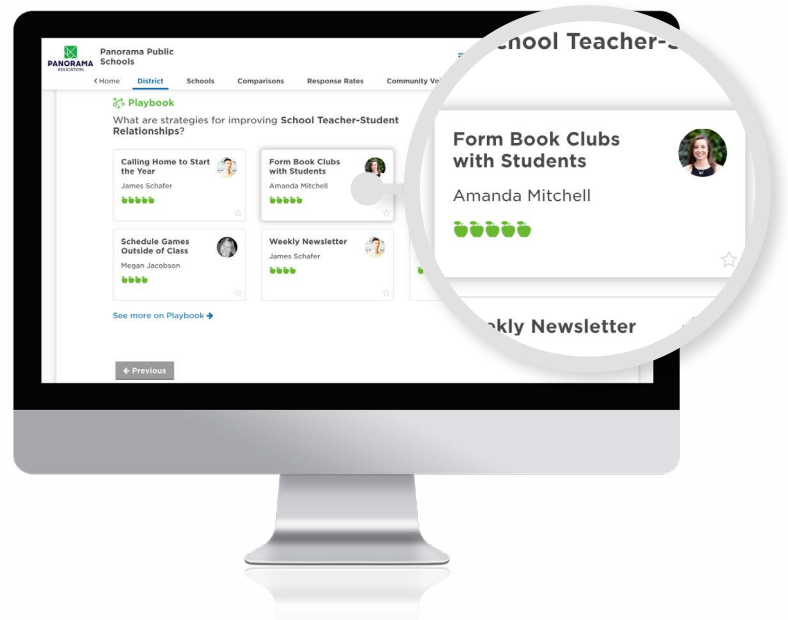 PANORAMA
EDUCATION
Panorama Public
Schools
Home District Schools Comparisons Response Rates Community
Playbook
What are strategies for improving School Teacher-Student
Relationships?
Calling Home to Start
the Year
James Schafer
Form Book Clubs
with Students
Amanda Mitchell
Schedule Games
Outside of Class
Megan Jacobson
Weekly Newsletter
James Schafer
See more on Playbook
Previous
Teacher-
Form Book Clubs
with Students
Amanda Mitchell
Newsletter